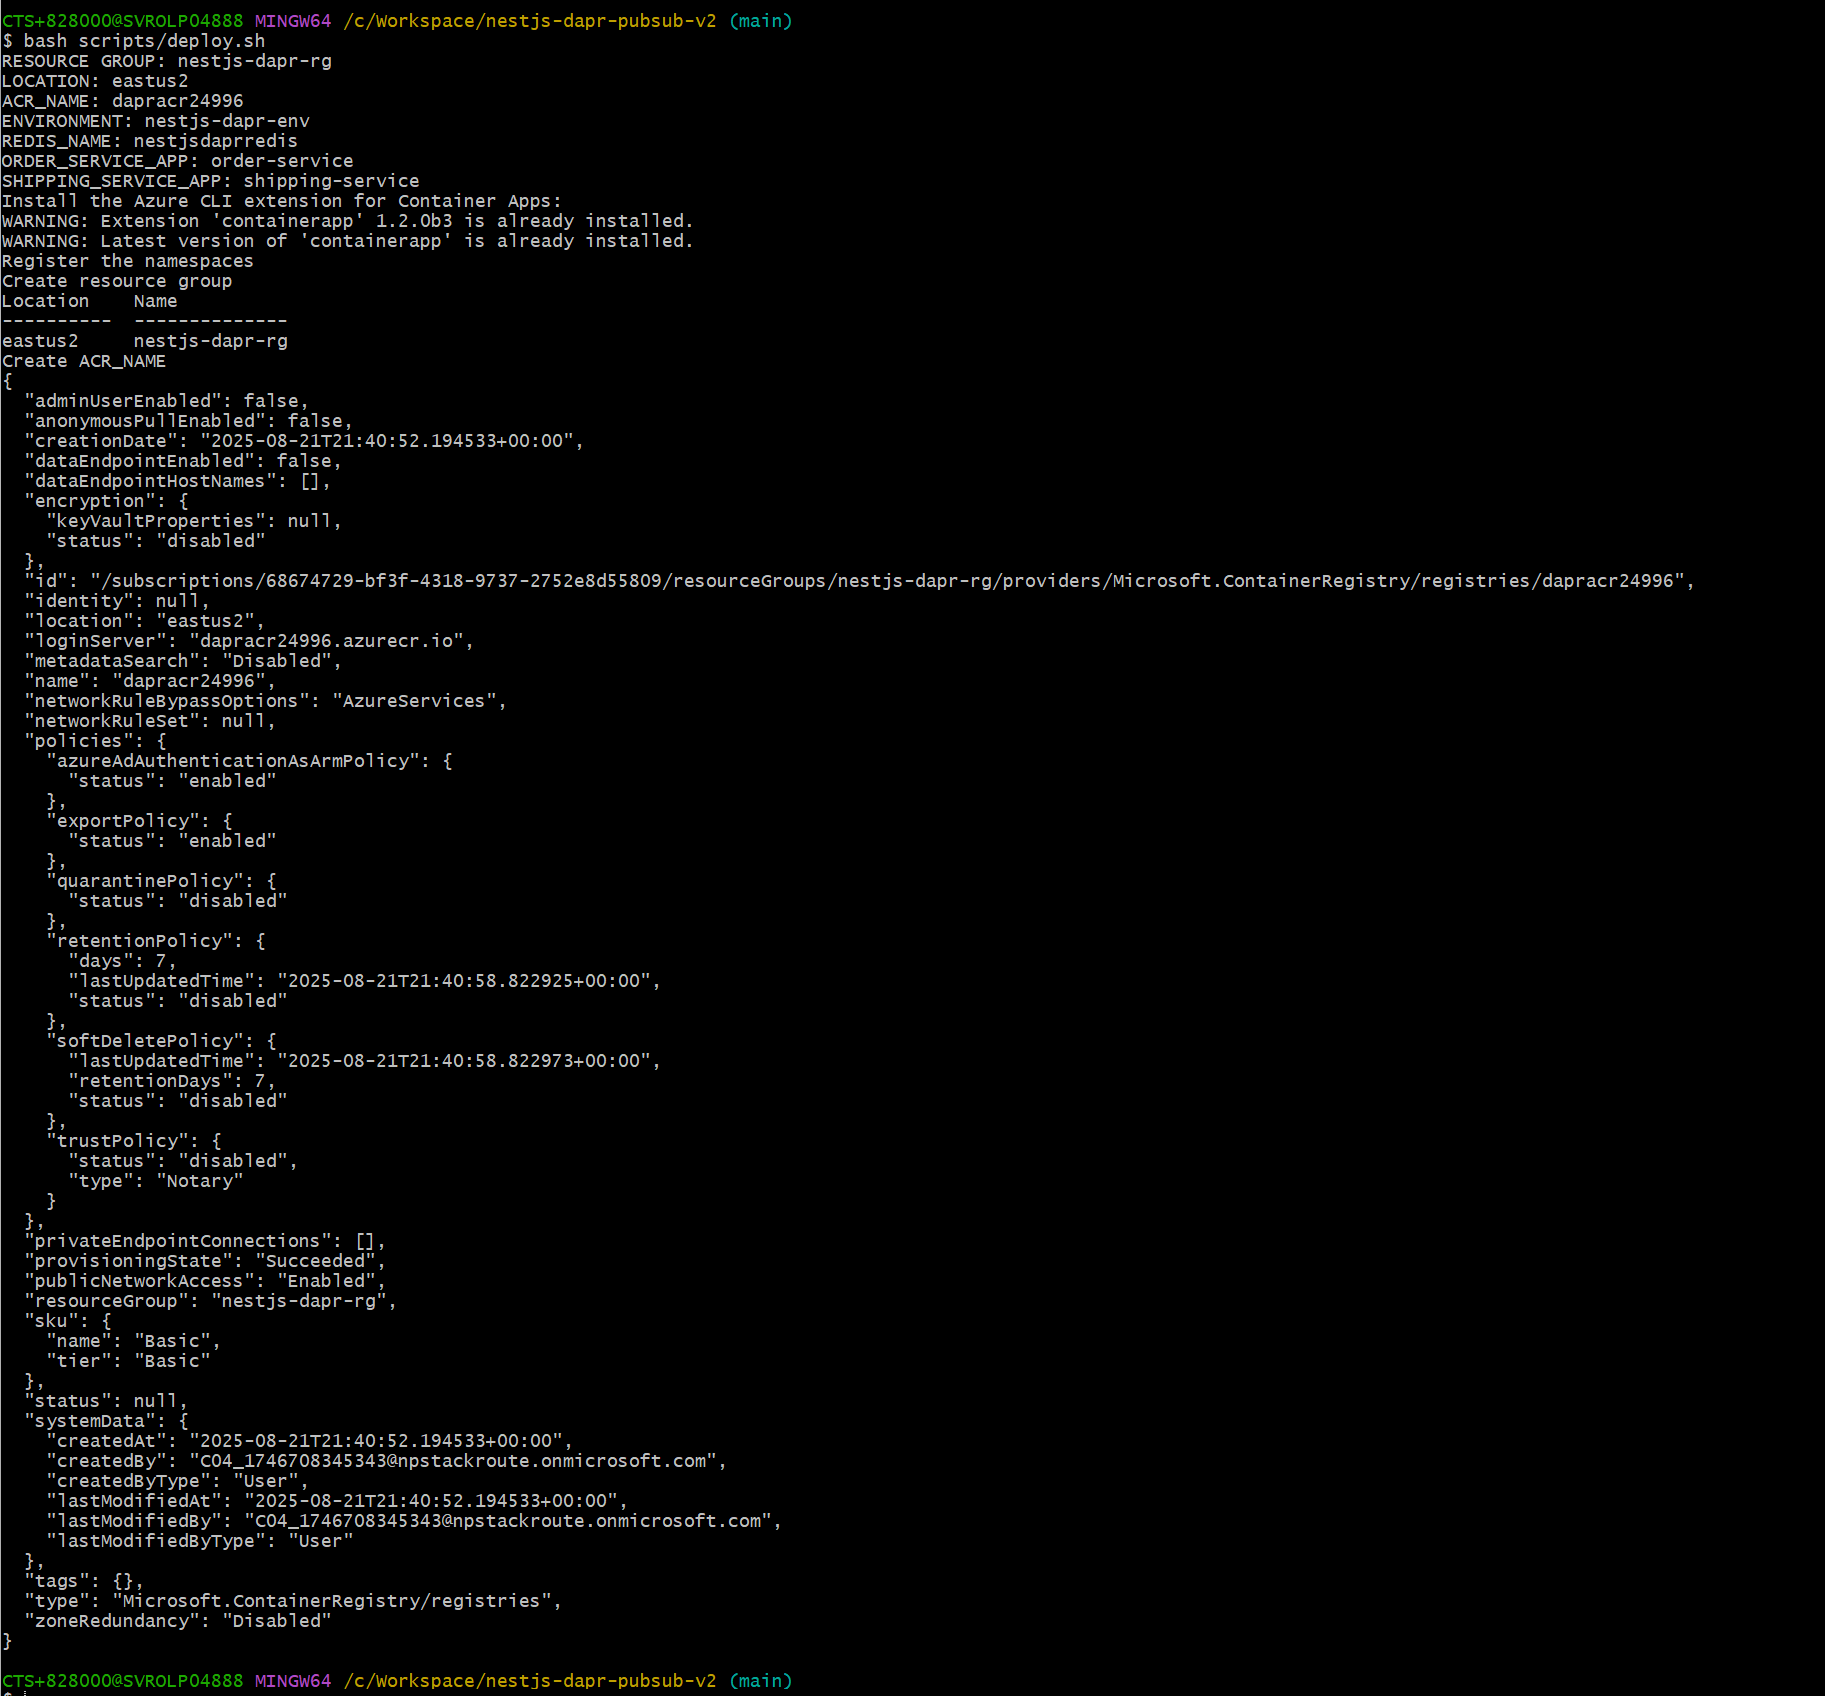 CTS+828000@SVROLP04888 MINGW64 /c/Workspace/nestjs-dapr-pubsub-v2 (main)
$ bash scripts/deploy.sh
RESOURCE GROUP: nestjs-dapr-rg
LOCATION: eastus2
ACR_NAME: dapracr24996
ENVIRONMENT: nestjs-dapr-env
REDIS_NAME: nestjsdaprredis
ORDER_SERVICE_APP: order-service
SHIPPING_SERVICE_APP: shipping-service
Install the Azure CLI extension for Container Apps:
WARNING: Extension 'containerapp' 1.2.0b3 is already installed.
WARNING: Latest version of 'containerapp' is already installed.
Register the namespaces
Create resource group
Location    Name
----------  --------------
eastus2     nestjs-dapr-rg
Create ACR_NAME
{
  "adminUserEnabled": false,
  "anonymousPullEnabled": false,
  "creationDate": "2025-08-21T21:40:52.194533+00:00",
  "dataEndpointEnabled": false,
  "dataEndpointHostNames": [],
  "encryption": {
    "keyVaultProperties": null,
    "status": "disabled"
  },
  "id": "/subscriptions/68674729-bf3f-4318-9737-2752e8d55809/resourceGroups/nestjs-dapr-rg/providers/Microsoft.ContainerRegistry/registries/dapracr24996",
  "identity": null,
  "location": "eastus2",
  "loginServer": "dapracr24996.azurecr.io",
  "metadataSearch": "Disabled",
  "name": "dapracr24996",
  "networkRuleBypassOptions": "AzureServices",
  "networkRuleSet": null,
  "policies": {
    "azureAdAuthenticationAsArmPolicy": {
      "status": "enabled"
    },
    "exportPolicy": {
      "status": "enabled"
    },
    "quarantinePolicy": {
      "status": "disabled"
    },
    "retentionPolicy": {
      "days": 7,
      "lastUpdatedTime": "2025-08-21T21:40:58.822925+00:00",
      "status": "disabled"
    },
    "softDeletePolicy": {
      "lastUpdatedTime": "2025-08-21T21:40:58.822973+00:00",
      "retentionDays": 7,
      "status": "disabled"
    },
    "trustPolicy": {
      "status": "disabled",
      "type": "Notary"
    }
  },
  "privateEndpointConnections": [],
  "provisioningState": "Succeeded",
  "publicNetworkAccess": "Enabled",
  "resourceGroup": "nestjs-dapr-rg",
  "sku": {
    "name": "Basic",
    "tier": "Basic"
  },
  "status": null,
  "systemData": {
    "createdAt": "2025-08-21T21:40:52.194533+00:00",
    "createdBy": "C04_1746708345343@npstackroute.onmicrosoft.com",
    "createdByType": "User",
    "lastModifiedAt": "2025-08-21T21:40:52.194533+00:00",
    "lastModifiedBy": "C04_1746708345343@npstackroute.onmicrosoft.com",
    "lastModifiedByType": "User"
  },
  "tags": {},
  "type": "Microsoft.ContainerRegistry/registries",
  "zoneRedundancy": "Disabled"
}
CTS+828000@SVROLP04888 MINGW64 /c/Workspace/nestjs-dapr-pubsub-v2 (main)
$